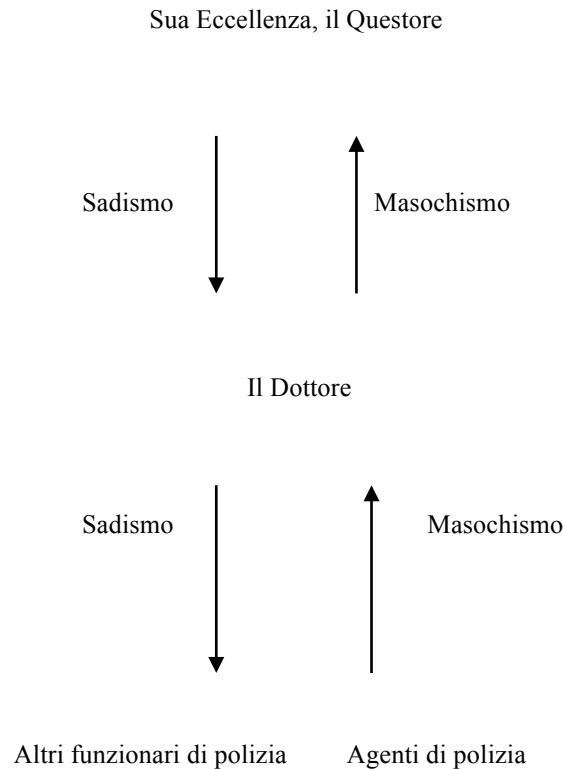 Sua Eccellenza, il Questore
Sadismo Masochismo
Il Dottore
Sadismo Masochismo
Altri funzionari di polizia Agenti di polizia